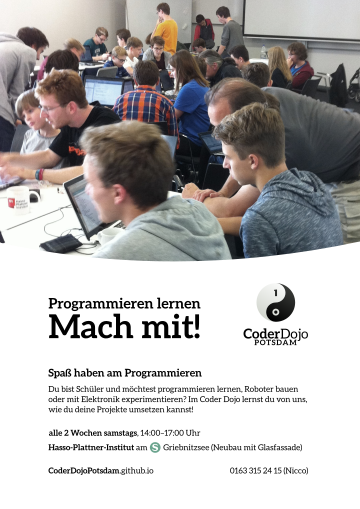 Programmieren lernen
Mach mit!
1
0
CoderDojo
POTSDAM
Spaß haben am Programmieren
Du bist Schüler und möchtest programmieren lernen, Roboter bauen
oder mit Elektronik experimentieren? Im Coder Dojo lernst du von uns,
wie du deine Projekte umsetzen kannst!
alle 2 Wochen samstags, 14:00–17:00 Uhr
Hasso-Plattner-Institut am S Griebnitzsee (Neubau mit Glasfassade)
CoderDojoPotsdam.github.io
0163 315 24 15 (Nicco)